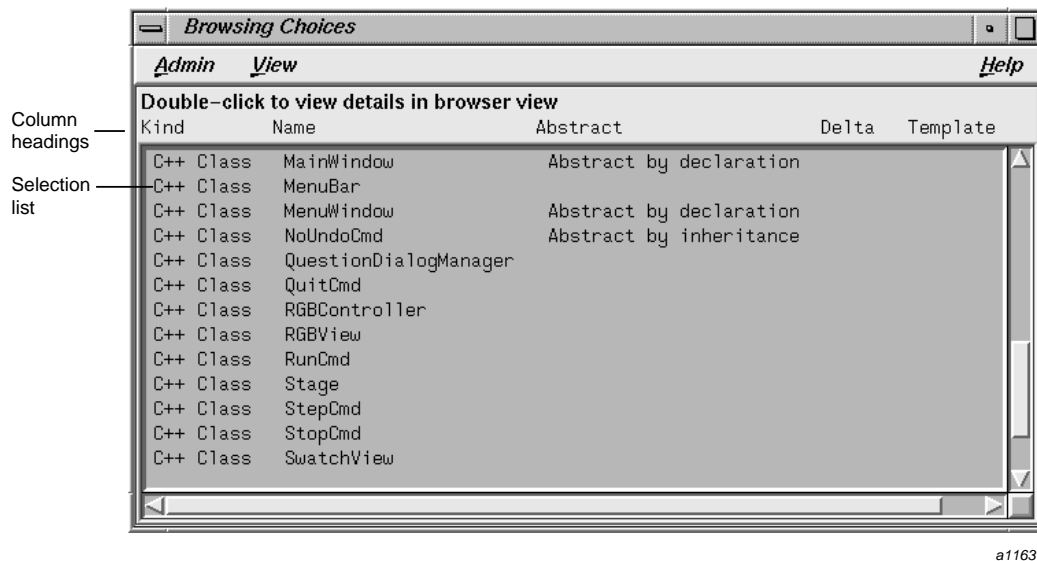 Browsing Choices
Admin View Help
Double-click to view details in browser view
Column headings
Kind Name Abstract Delta Template
C++ Class MainWindow Abstract by declaration
Selection list
C++ Class MenuBar
C++ Class MenuWindow Abstract by declaration
C++ Class NoUndoCmd Abstract by inheritance
C++ Class QuestionDialogManager
C++ Class QuitCmd
C++ Class RGBController
C++ Class RGBView
C++ Class RunCmd
C++ Class Stage
C++ Class StepCmd
C++ Class StopCmd
C++ Class SwatchView
a1163